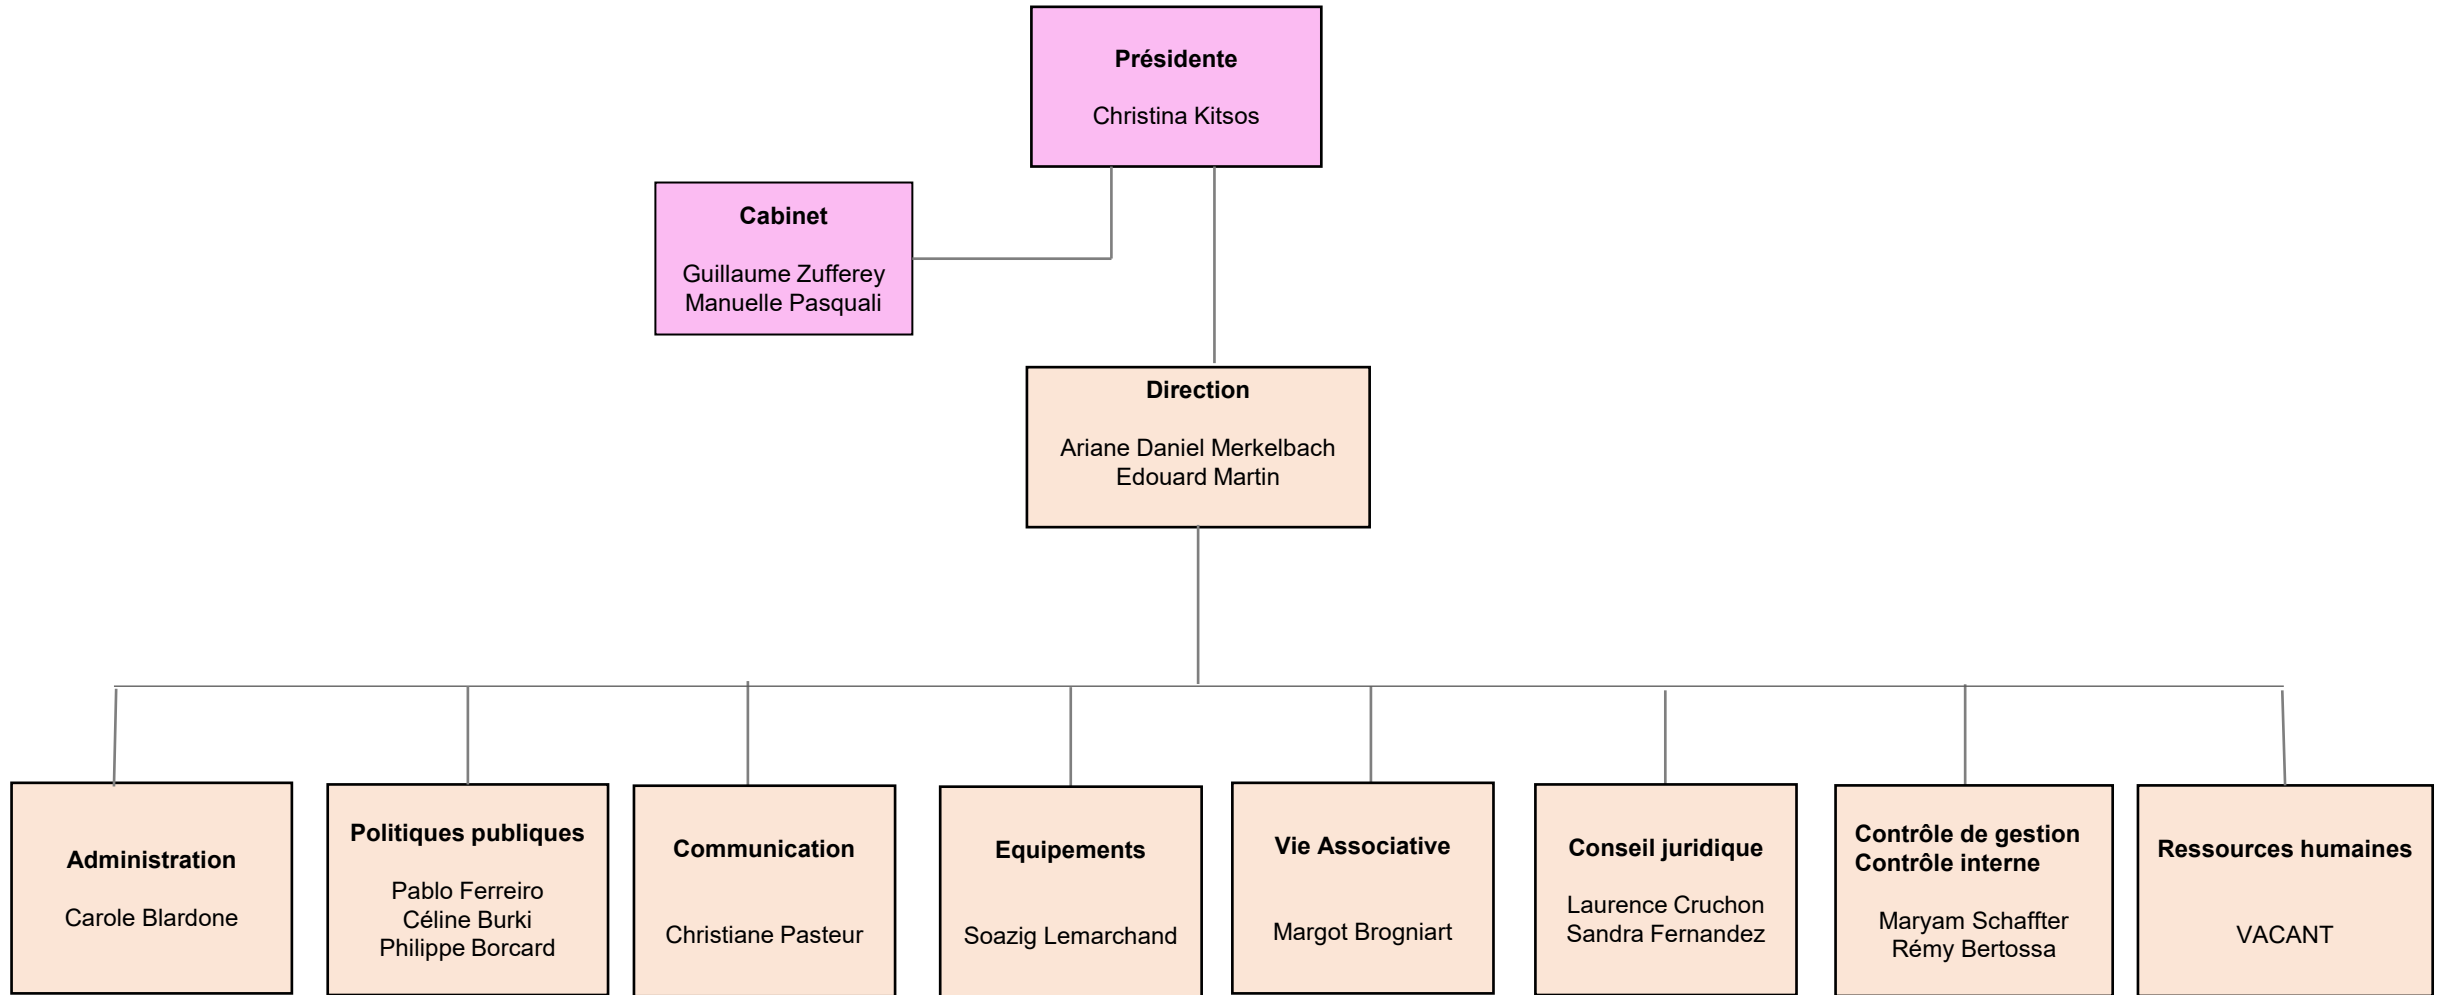 Présidente
Christina Kitsos
Cabinet
Guillaume Zufferey
Manuelle Pasquali
Direction
Ariane Daniel Merkelbach
Edouard Martin
Administration
Carole Blardone
Politiques publiques
Pablo Ferreiro
Céline Burki
Philippe Borcard
Communication
Christiane Pasteur
Equipements
Soazig Lemarchand
Vie Associative
Margot Brogniart
Conseil juridique
Laurence Cruchon
Sandra Fernandez
Contrôle de gestion
Contrôle interne
Maryam Schaffter
Rémy Bertossa
Ressources humaines
VACANT